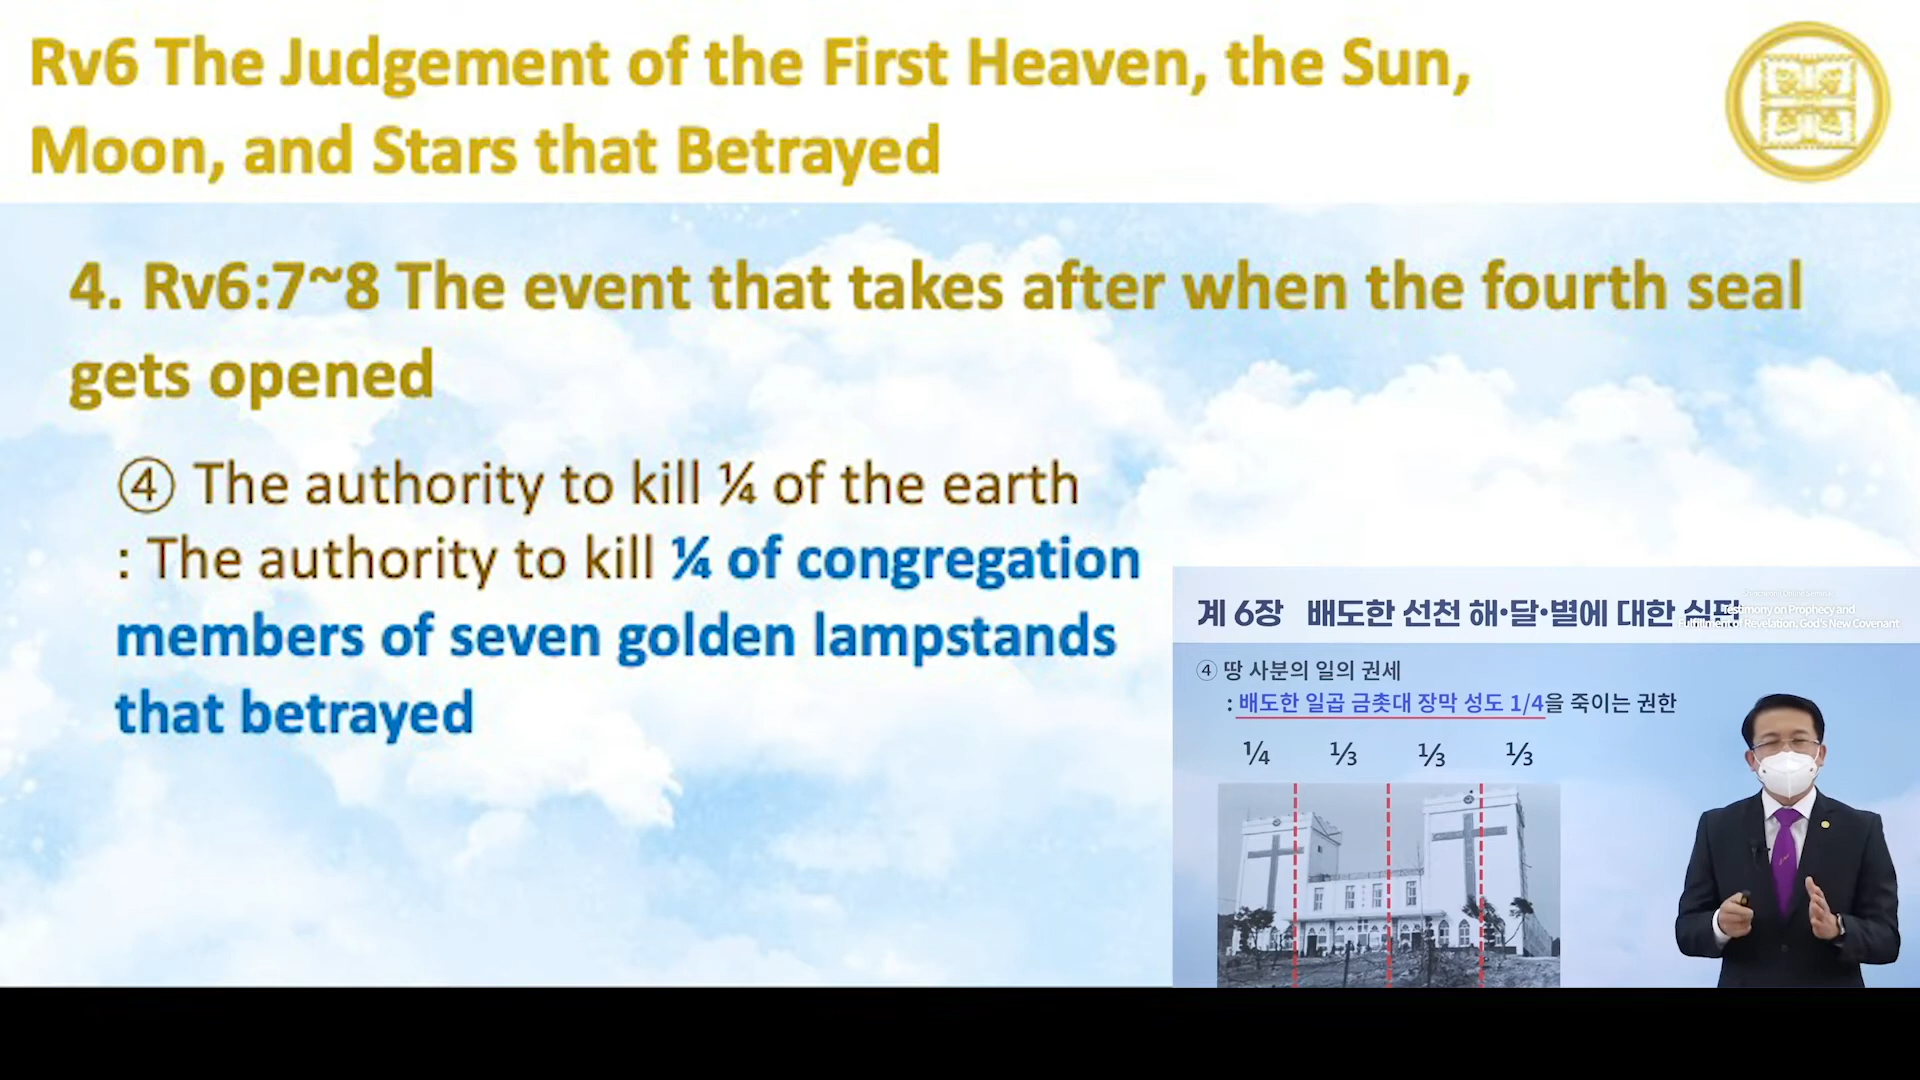 Rv6 The Judgement of the First Heaven, the Sun,
Moon, and Stars that Betrayed
4. Rv6:7~8 The event that takes after when the fourth seal
gets opened
④ The authority to kill ¼ of the earth
: The authority to kill ¼ of congregation
members of seven golden lampstands
that betrayed
계 6장 배도한 선천 해·달·별에 대한 심판
Testimony on Prophecy and
Fulfillment of Revelation, God's New Covenant
④ 땅 사분의 일의 권세
: 배도한 일곱 금촛대 장막 성도 1/4을 죽이는 권한
¼ ⅓ ⅓ ⅓